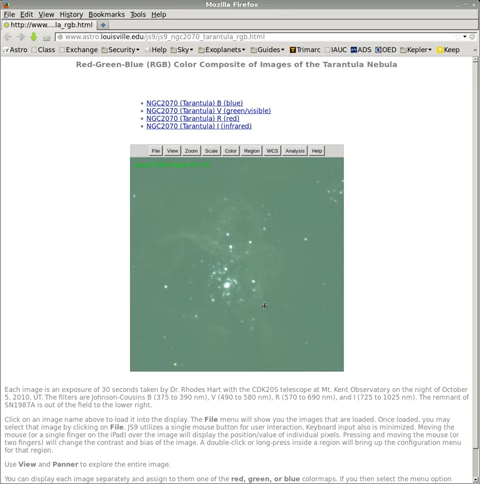 Mozilla Firefox
File Edit View History Bookmarks Tools Help
http://www....la_rgb.html
www.astro.louisville.edu/js9/js9_ngc2070_tarantula_rgb.html
Astro Class Exchange Security Help Sky Exoplanets Guides Trimarc IAUC ADS OED Kepler Keep
Red-Green-Blue (RGB) Color Composite of Images of the Tarantula Nebula
NGC2070 (Tarantula) B (blue)
NGC2070 (Tarantula) V (green/visible)
NGC2070 (Tarantula) R (red)
NGC2070 (Tarantula) I (infrared)
File View Zoom Scale Color Region WCS Analysis Help
Each image is an exposure of 30 seconds taken by Dr. Rhodes Hart with the CDK20S telescope at Mt. Kent Observatory on the night of October
5, 2010, UT. The filters are Johnson-Cousins B (375 to 390 nm), V (490 to 580 nm), R (570 to 690 nm), and I (725 to 1025 nm). The remnant of
SN1987A is out of the field to the lower right.
Click on an image name above to load it into the display. The File menu will show you the images that are loaded. Once loaded, you may
select that image by clicking on File. JS9 utilizes a single mouse button for user interaction. Keyboard input also is minimized. Moving the
mouse (or a single finger on the iPad) over the image will display the position/value of individual pixels. Pressing and moving the mouse (or
two fingers) will change the contrast and bias of the image. A double-click or long-press inside a region will bring up the configuration menu
for that region.
Use View and Panner to explore the entire image.
You can display each image separately and assign to them one of the red, green, or blue colormaps. If you then select the menu option